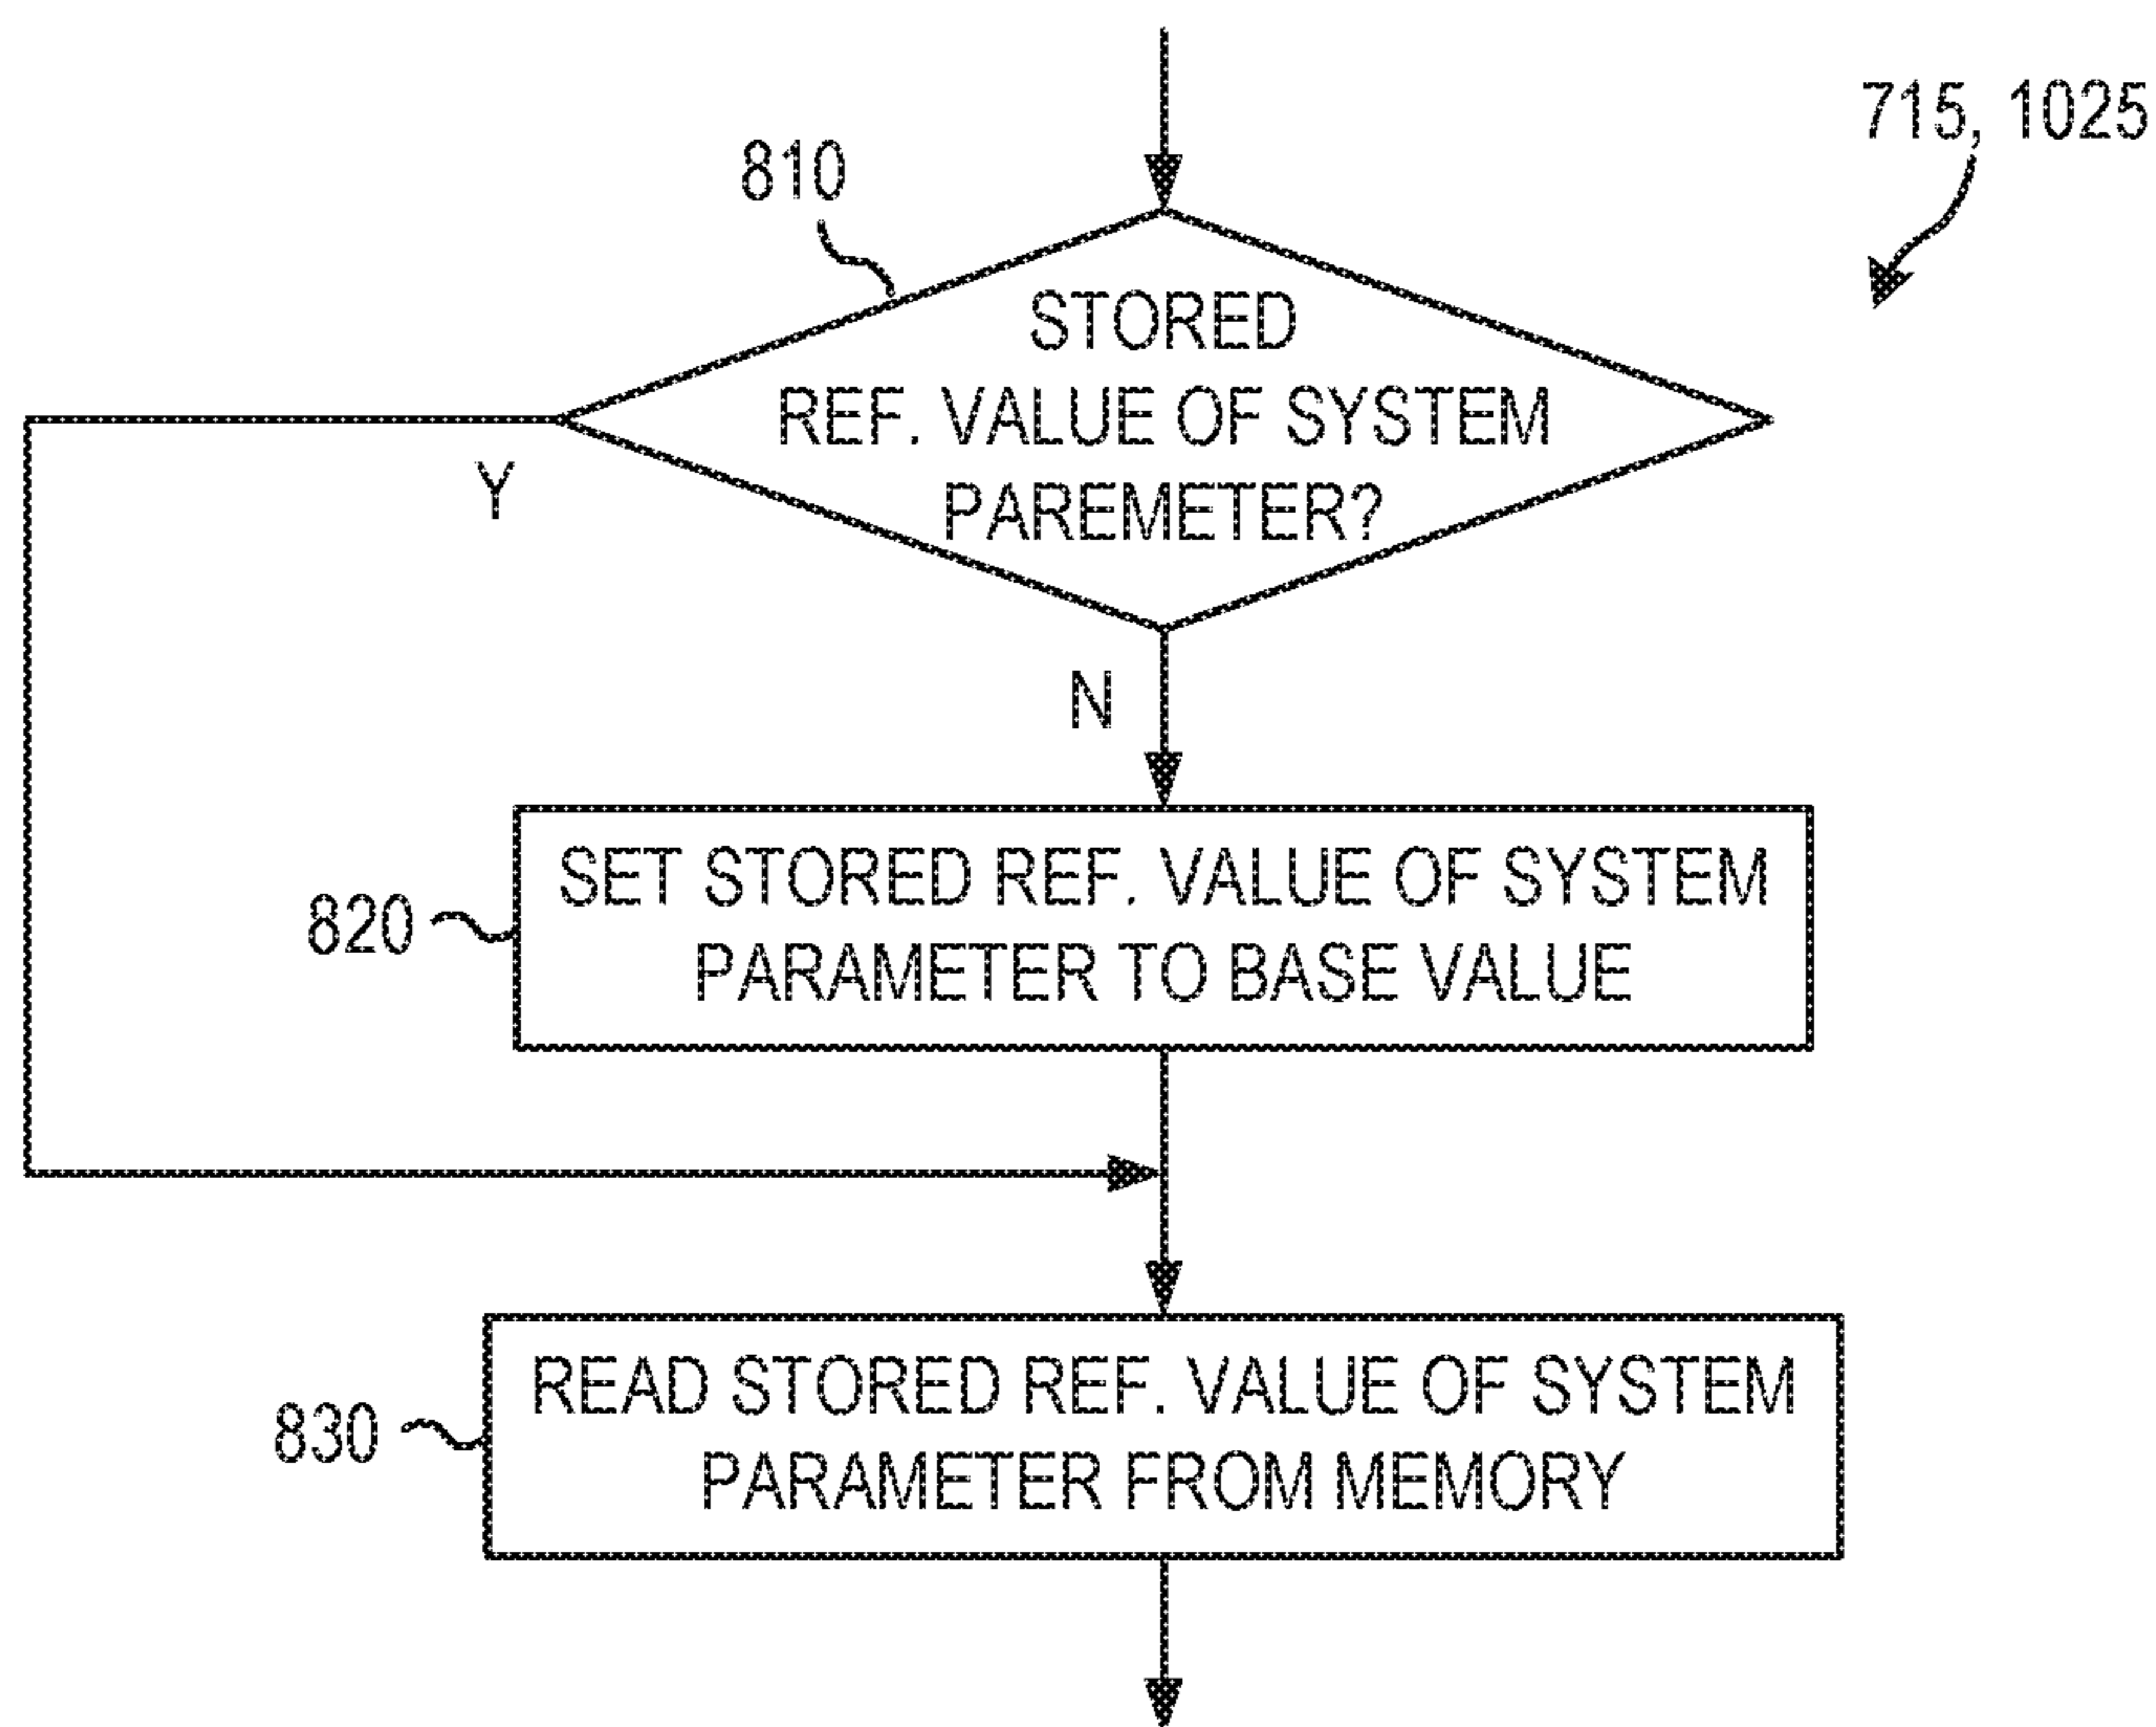 715, 1025
810
STORED
REF. VALUE OF SYSTEM
PAREMETER?
Y
N
820
SET STORED REF. VALUE OF SYSTEM
PARAMETER TO BASE VALUE
830
READ STORED REF. VALUE OF SYSTEM
PARAMETER FROM MEMORY